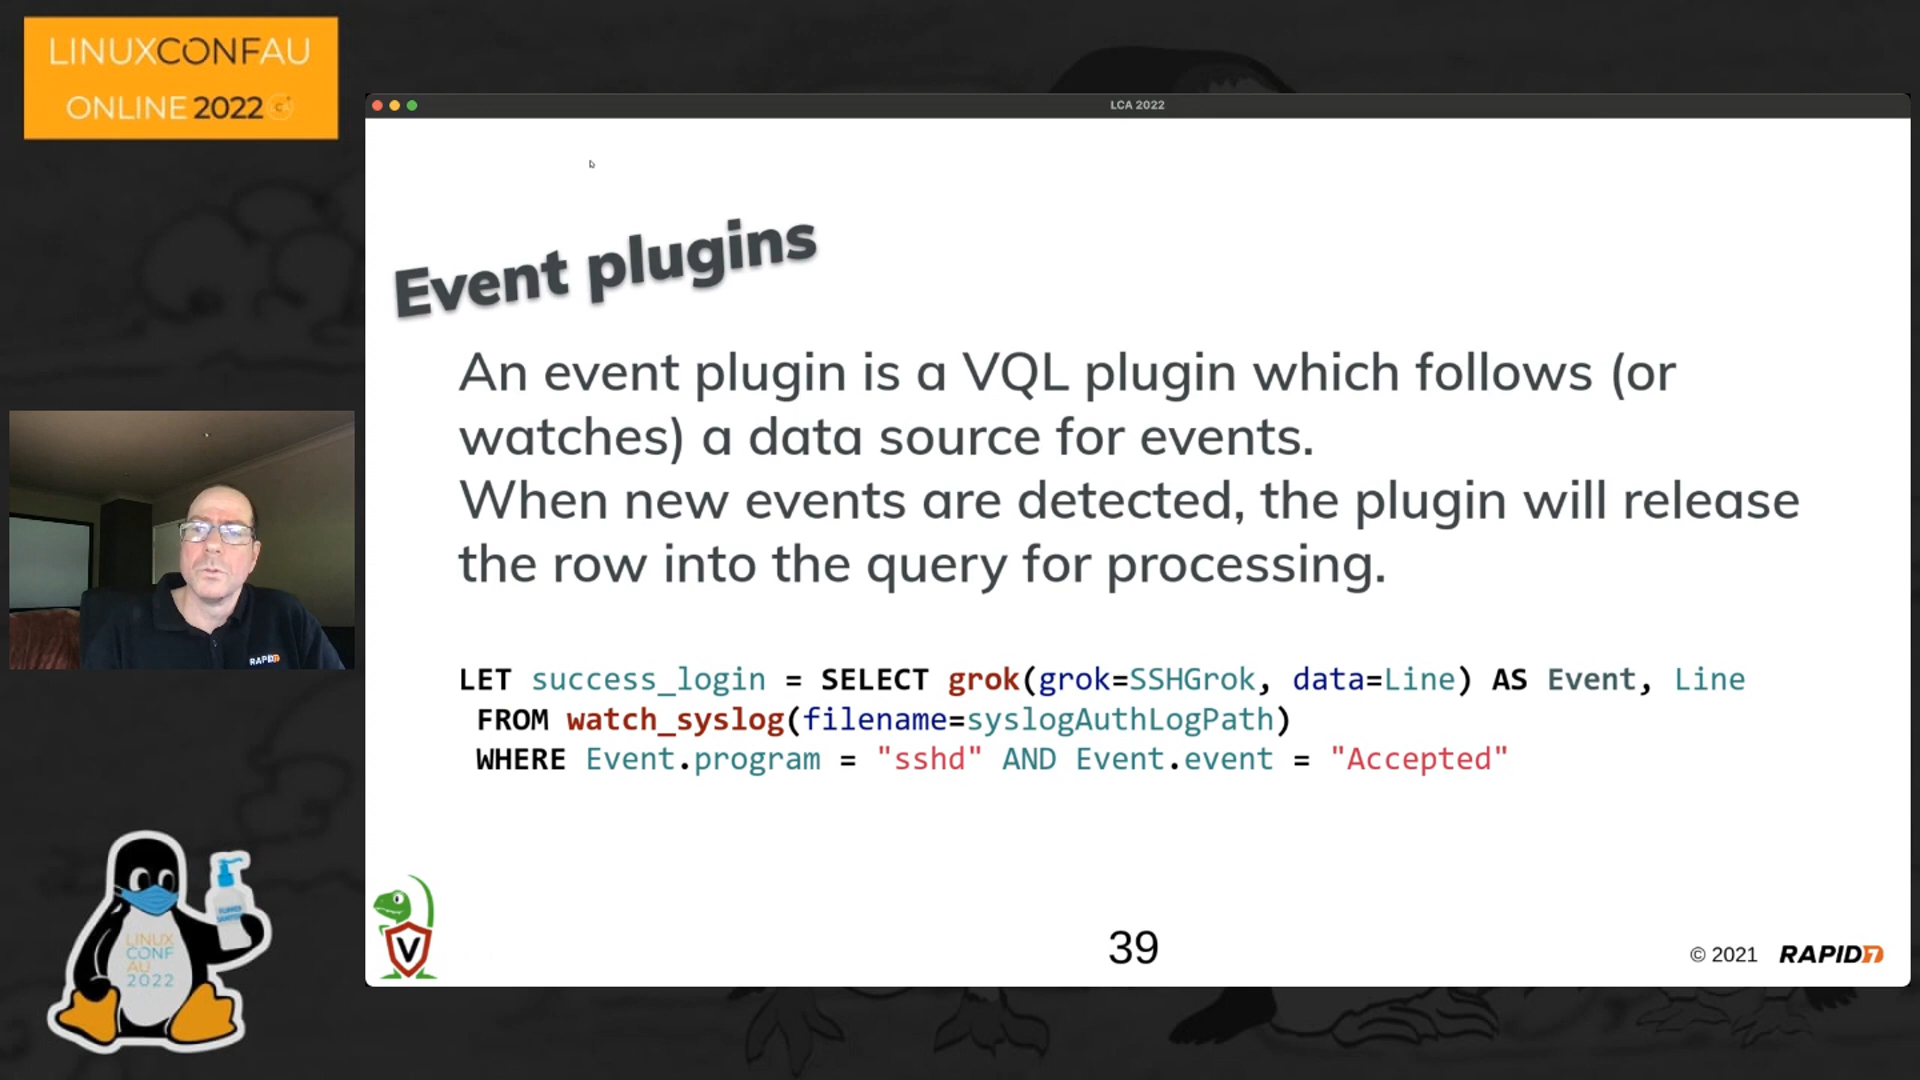 LINUXCONFAU
ONLINE 2022
LCA 2022
Event plugins
An event plugin is a VQL plugin which follows (or
watches) a data source for events.
When new events are detected, the plugin will release
the row into the query for processing.
LET success_login = SELECT grok(grok=SSHGrok, data=Line) AS Event, Line
FROM watch_syslog(filename=syslogAuthLogPath)
WHERE Event.program = "sshd" AND Event.event = "Accepted"
RAPID7
LINUX
CONF
AU
2022
V
39
© 2021 RAPID7